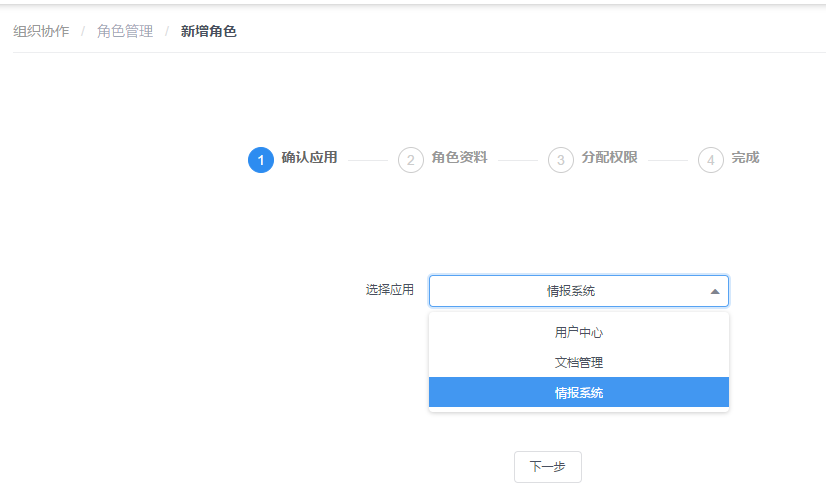 组织协作 / 角色管理 / 新增角色
1 确认应用 2 角色资料 3 分配权限 4 完成
选择应用 情报系统
用户中心
文档管理
情报系统
下一步